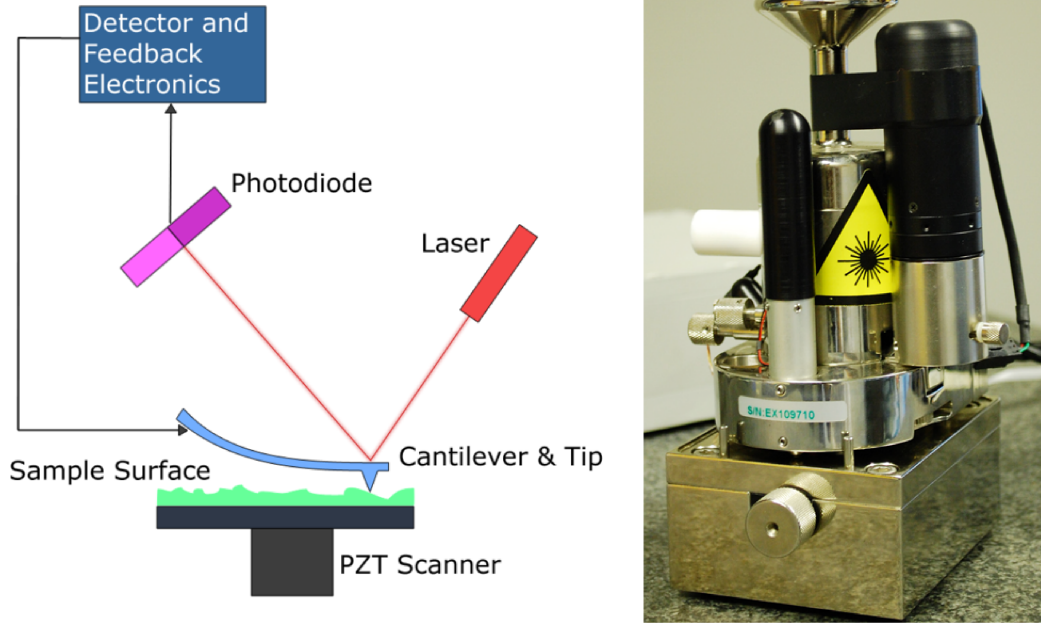 Detector and
Feedback
Electronics
Photodiode
Laser
Cantilever & Tip
Sample Surface
PZT Scanner
S/N:EX109710